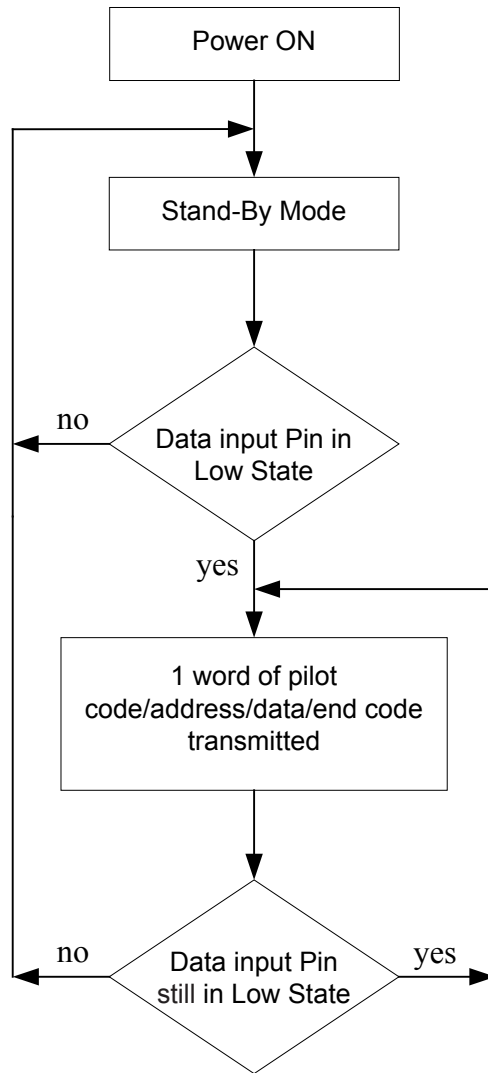 Power ON
Stand-By Mode
no
Data input Pin in
Low State
yes
1 word of pilot
code/address/data/end code
transmitted
no
Data input Pin
still in Low State
yes